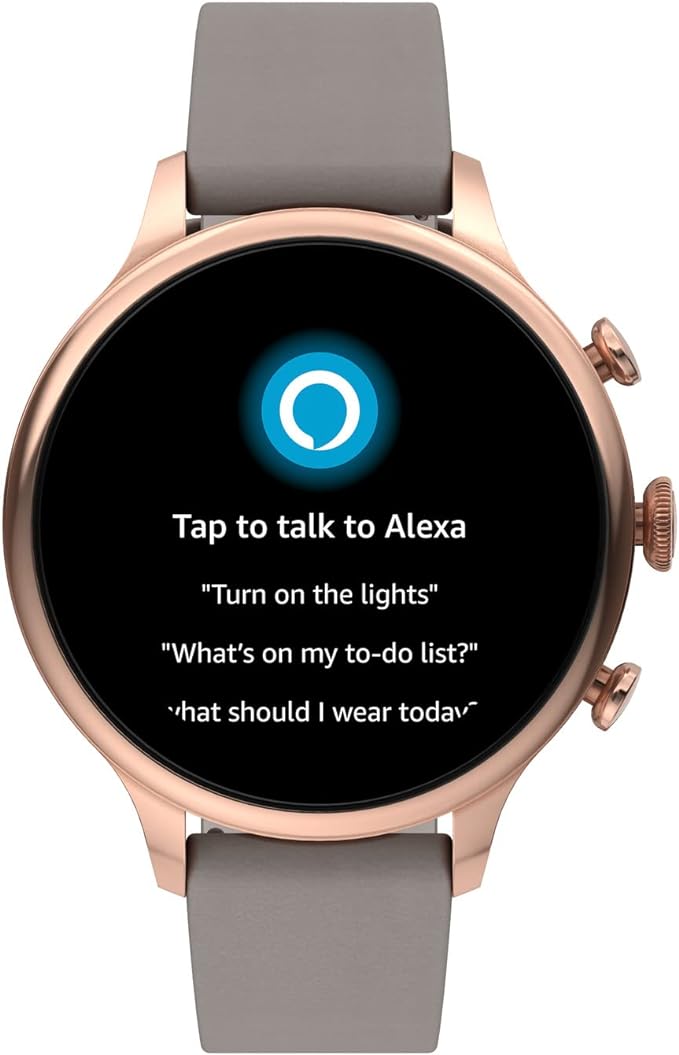 Tap to talk to Alexa
"Turn on the lights"
"What's on my to-do list?"
what should I wear today?